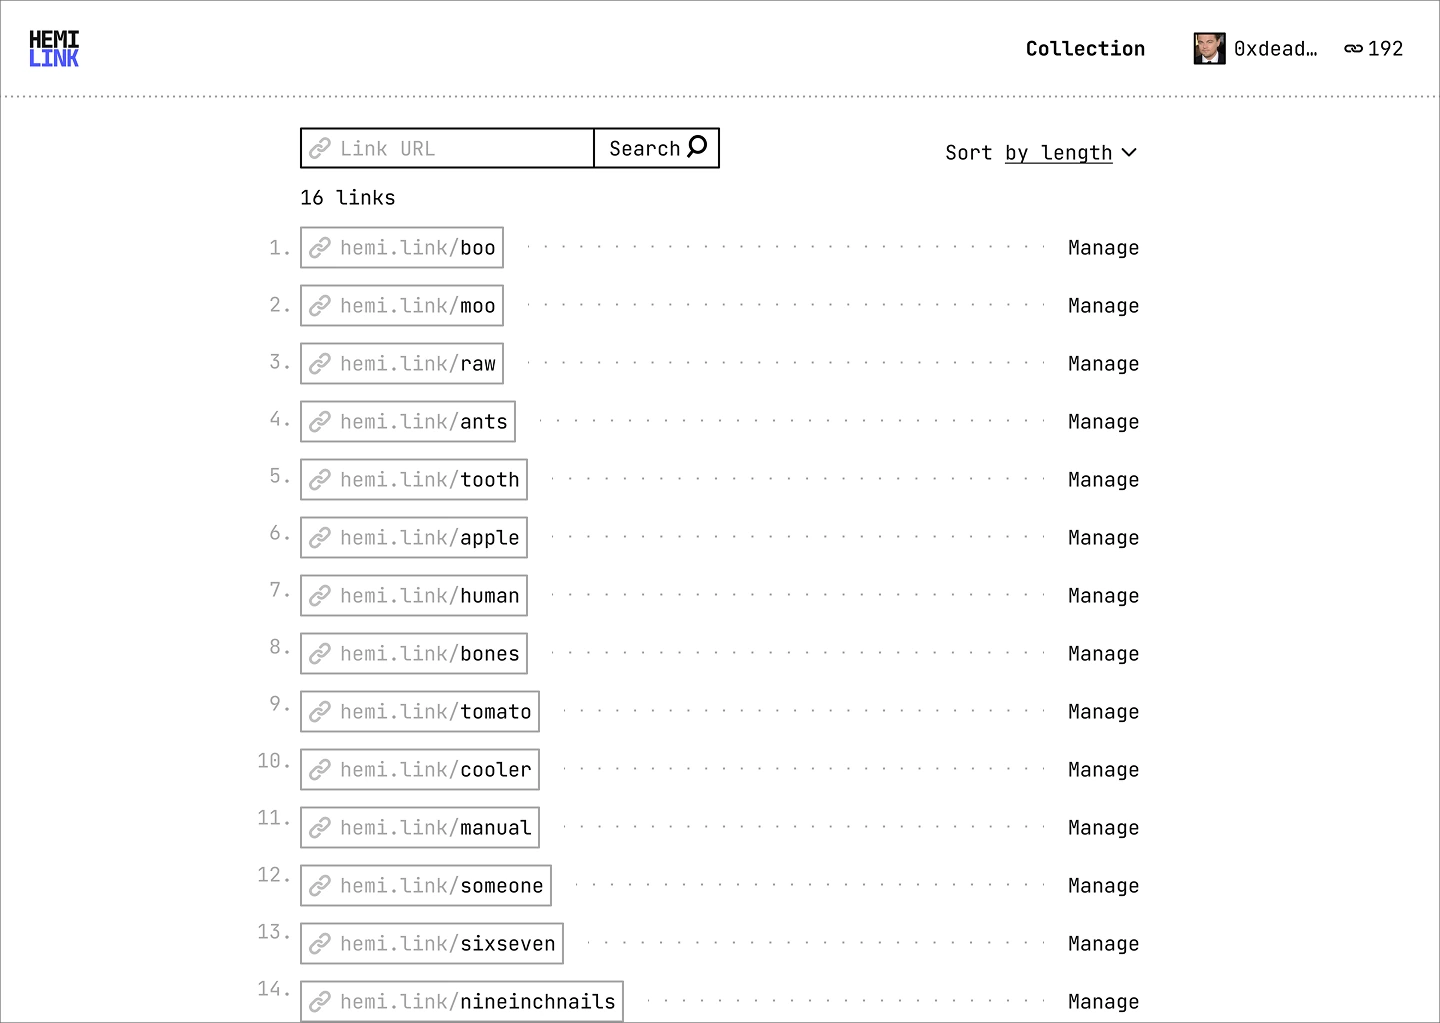 HEMI
LINK
Collection
0xdead…
192
Link URL
Search
Sort by length
16 links
1. hemi.link/boo Manage
2. hemi.link/moo Manage
3. hemi.link/raw Manage
4. hemi.link/ants Manage
5. hemi.link/tooth Manage
6. hemi.link/apple Manage
7. hemi.link/human Manage
8. hemi.link/bones Manage
9. hemi.link/tomato Manage
10. hemi.link/cooler Manage
11. hemi.link/manual Manage
12. hemi.link/someone Manage
13. hemi.link/sixseven Manage
14. hemi.link/nineinchnails Manage